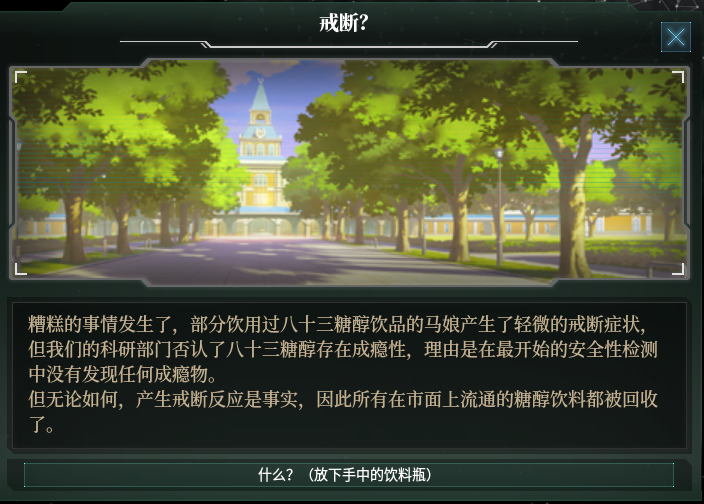 戒断？
糟糕的事情发生了，部分饮用过八十三糖醇饮品的马娘产生了轻微的戒断症状，
但我们的科研部门否认了八十三糖醇存在成瘾性，理由是在最开始的安全性检测
中没有发现任何成瘾物。
但无论如何，产生戒断反应是事实，因此所有在市面上流通的糖醇饮料都被回收
了。
什么？（放下手中的饮料瓶）